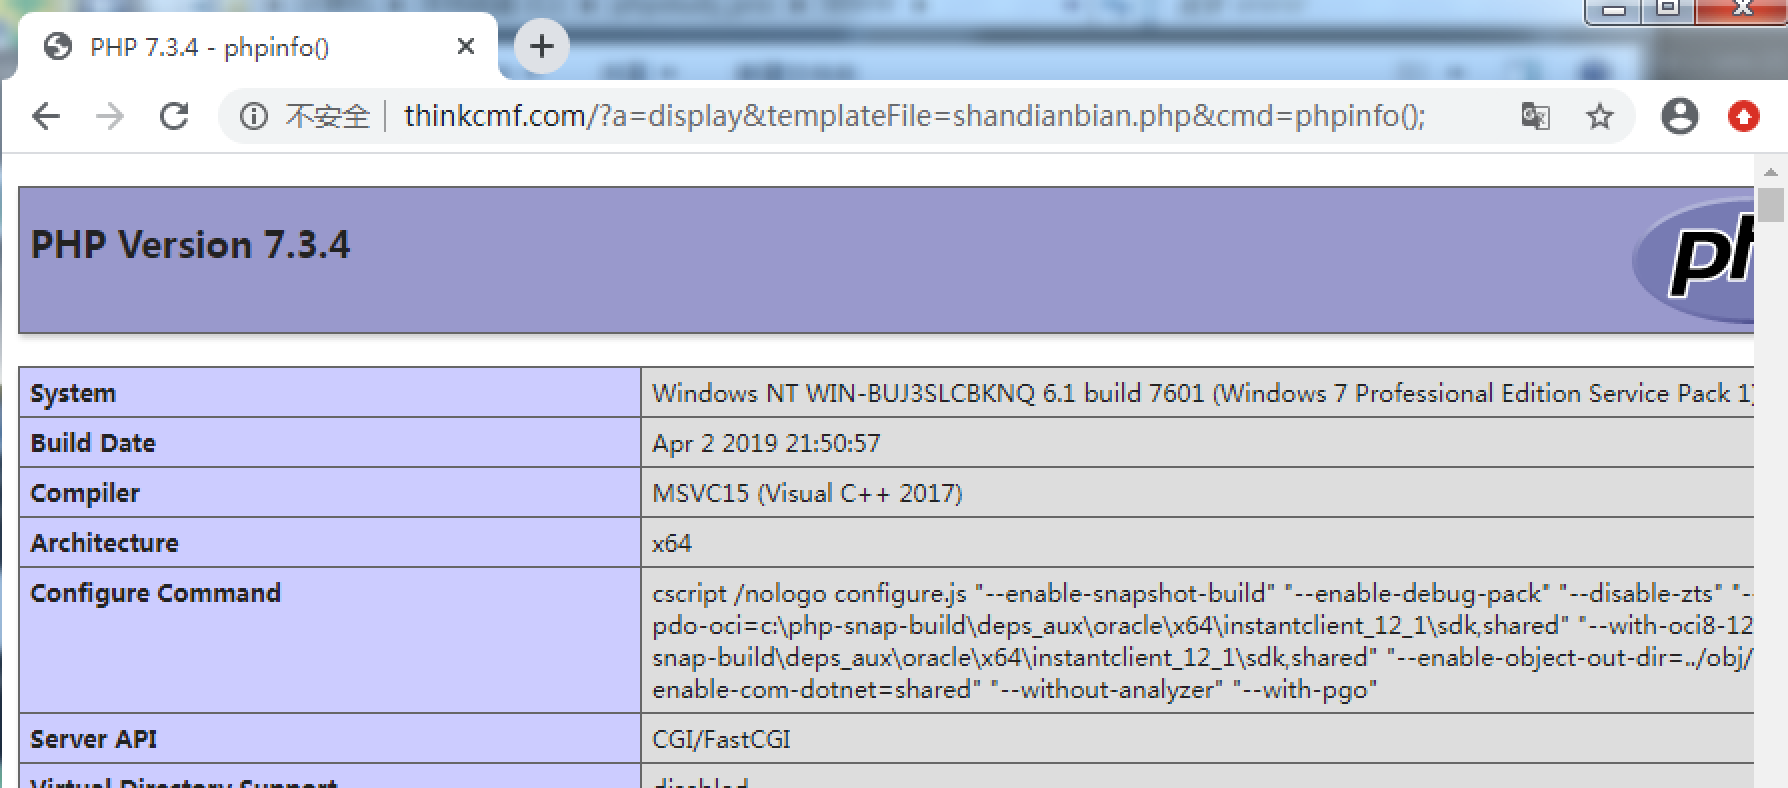 PHP 7.3.4 - phpinfo()
不安全 thinkcmf.com/?a=display&templateFile=shandianbian.php&cmd=phpinfo();
PHP Version 7.3.4
System Windows NT WIN-BUJ3SLCBKNQ 6.1 build 7601 (Windows 7 Professional Edition Service Pack 1)
Build Date Apr 2 2019 21:50:57
Compiler MSVC15 (Visual C++ 2017)
Architecture x64
Configure Command cscript /nologo configure.js "--enable-snapshot-build" "--enable-debug-pack" "--disable-zts" "--
pdo-oci=c:\php-snap-build\deps_aux\oracle\x64\instantclient_12_1\sdk,shared" "--with-oci8-12
snap-build\deps_aux\oracle\x64\instantclient_12_1\sdk,shared" "--enable-object-out-dir=../obj/
enable-com-dotnet=shared" "--without-analyzer" "--with-pgo"
Server API CGI/FastCGI
Virtual Directory Support disabled